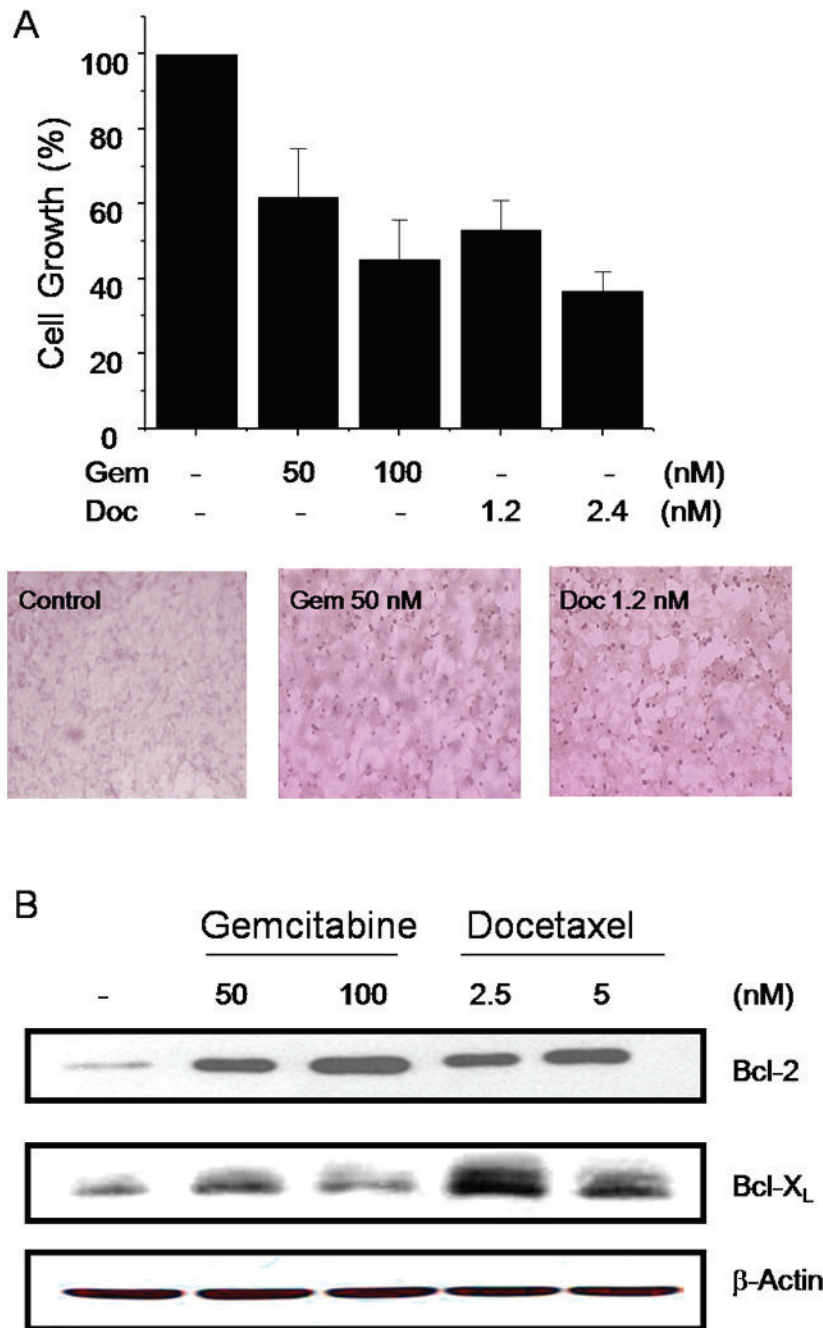 A
Cell Growth (%)
100
80
60
40
20
0
Gem - 50 100 - - (nM)
Doc - - - 1.2 2.4 (nM)
Control
Gem 50 nM
Doc 1.2 nM
B
Gemcitabine Docetaxel
- 50 100 2.5 5 (nM)
Bcl-2
Bcl-XL
β-Actin